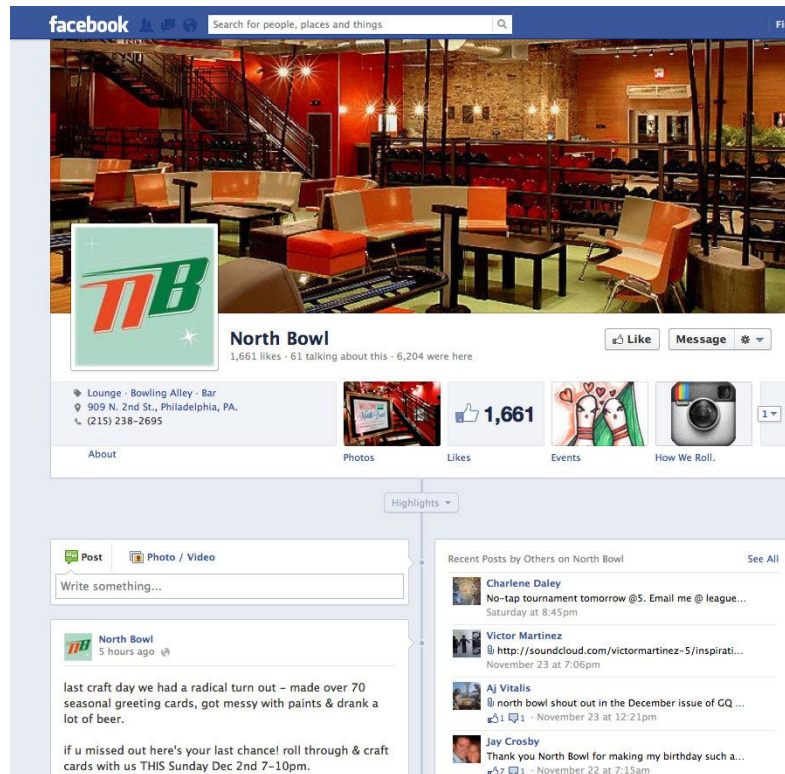 facebook
Search for people, places and things
NB
North Bowl
1,661 likes · 61 talking about this · 6,204 were here
Like
Message
Lounge · Bowling Alley · Bar
909 N. 2nd St., Philadelphia, PA.
(215) 238-2695
About
Photos
1,661
Likes
Events
How We Roll.
1
Highlights
Post
Photo / Video
Write something...
North Bowl
5 hours ago
last craft day we had a radical turn out – made over 70
seasonal greeting cards, got messy with paints & drank a
lot of beer.
if u missed out here's your last chance! roll through & craft
cards with us THIS Sunday Dec 2nd 7-10pm.
Recent Posts by Others on North Bowl
See All
Charlene Daley
No-tap tournament tomorrow @5. Email me @ league...
Saturday at 8:45pm
Victor Martinez
http://soundcloud.com/victormartinez-5/inspirati...
November 23 at 7:06pm
Aj Vitalis
north bowl shout out in the December issue of GQ ...
1 1 · November 23 at 12:21pm
Jay Crosby
Thank you North Bowl for making my birthday such a...
7 1 · November 22 at 7:15am